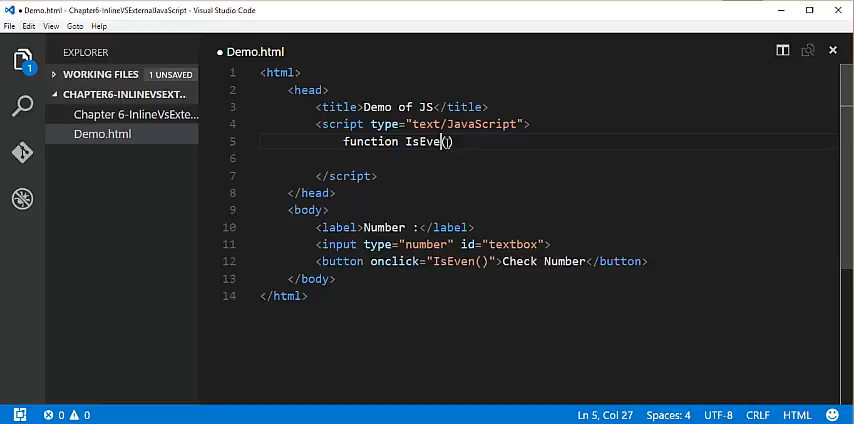 ● Demo.html - Chapter6-InlineVSExternalJavaScript - Visual Studio Code
File Edit View Goto Help
EXPLORER
WORKING FILES 1 UNSAVED
CHAPTER6-INLINEVSEXT..
Chapter 6-InlineVsExte...
Demo.html
1
● Demo.html
1 <html>
2 <head>
3 <title>Demo of JS</title>
4 <script type="text/JavaScript">
5 function IsEve()
6
7 </script>
8 </head>
9 <body>
10 <label>Number :</label>
11 <input type="number" id="textbox">
12 <button onclick="IsEven()">Check Number</button>
13 </body>
14 </html>
0 0 Ln 5, Col 27 Spaces: 4 UTF-8 CRLF HTML